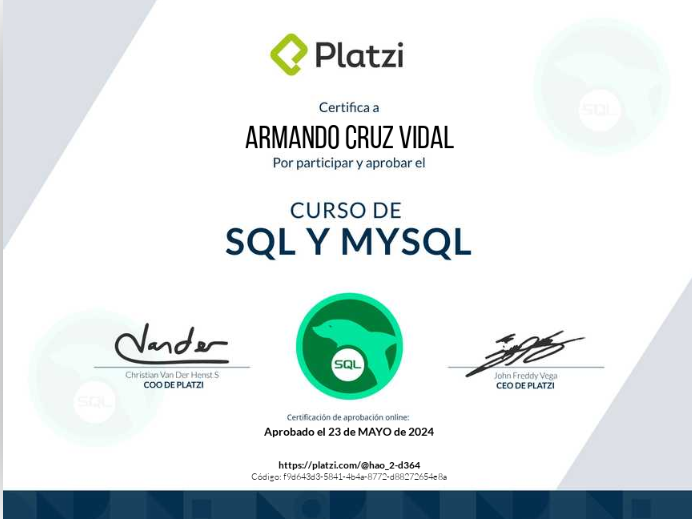 Platzi
Certifica a
ARMANDO CRUZ VIDAL
Por participar y aprobar el
CURSO DE
SQL Y MYSQL
SQL
SQL
Christian Van Der Henst S
COO DE PLATZI
SQL
John Freddy Vega
CEO DE PLATZI
Certificación de aprobación online:
Aprobado el 23 de MAYO de 2024
https://platzi.com/@hao_2-d364
Código: f9d643d3-5841-4b4a-8772-d88272654e8a